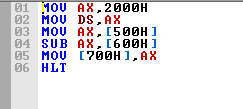 01 MOV AX,2000H
02 MOV DS,AX
03 MOV AX,[500H]
04 SUB AX,[600H]
05 MOV [700H],AX
06 HLT